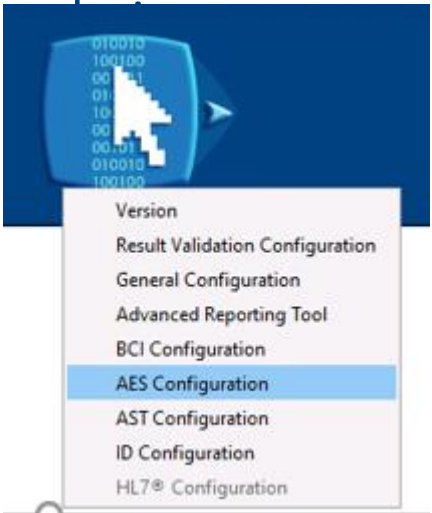 010010
100100
010010
100100
Version
Result Validation Configuration
General Configuration
Advanced Reporting Tool
BCI Configuration
AES Configuration
AST Configuration
ID Configuration
HL7® Configuration